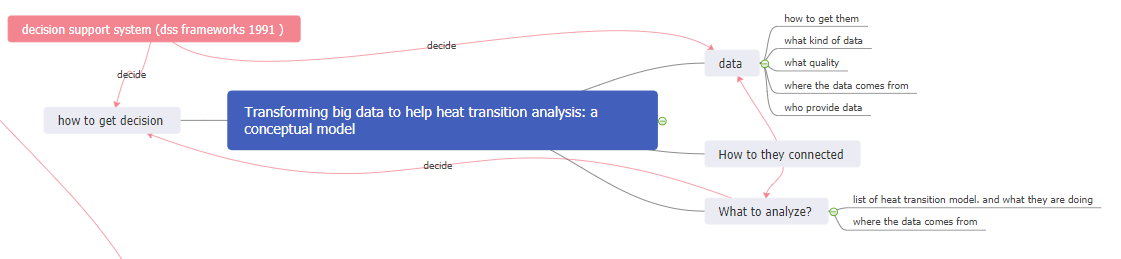 decision support system (dss frameworks 1991 )
decide
decide
how to get decision
Transforming big data to help heat transition analysis: a
conceptual model
decide
data
how to get them
what kind of data
what quality
where the data comes from
who provide data
How to they connected
What to analyze?
list of heat transition model. and what they are doing
where the data comes from